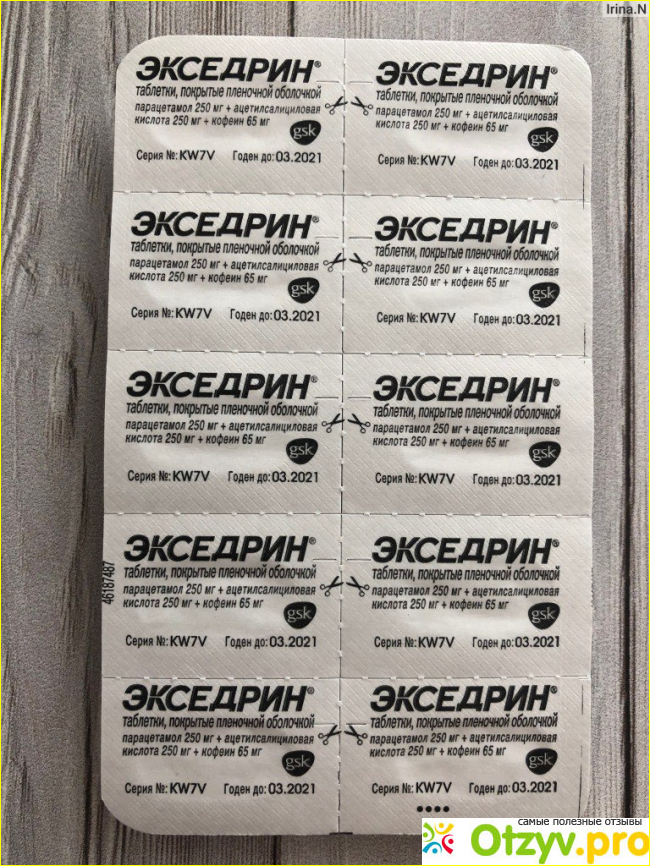 Irina.N
ЭКСЕДРИН® ЭКСЕДРИН®
таблетки, покрытые пленочной оболочкой таблетки, покрытые пленочной оболочкой
парацетамол 250 мг + ацетилсалициловая парацетамол 250 мг + ацетилсалициловая
кислота 250 мг + кофеин 65 мг кислота 250 мг + кофеин 65 мг
gsk gsk
Серия №: KW7V Годен до: 03.2021 Серия №: KW7V Годен до: 03.2021
ЭКСЕДРИН® ЭКСЕДРИН®
таблетки, покрытые пленочной оболочкой таблетки, покрытые пленочной оболочкой
парацетамол 250 мг + ацетилсалициловая парацетамол 250 мг + ацетилсалициловая
кислота 250 мг + кофеин 65 мг кислота 250 мг + кофеин 65 мг
gsk gsk
Серия №: KW7V Годен до: 03.2021 Серия №: KW7V Годен до: 03.2021
ЭКСЕДРИН® ЭКСЕДРИН®
таблетки, покрытые пленочной оболочкой таблетки, покрытые пленочной оболочкой
парацетамол 250 мг + ацетилсалициловая парацетамол 250 мг + ацетилсалициловая
кислота 250 мг + кофеин 65 мг кислота 250 мг + кофеин 65 мг
gsk gsk
Серия №: KW7V Годен до: 03.2021 Серия №: KW7V Годен до: 03.2021
ЭКСЕДРИН® ЭКСЕДРИН®
таблетки, покрытые пленочной оболочкой таблетки, покрытые пленочной оболочкой
парацетамол 250 мг + ацетилсалициловая парацетамол 250 мг + ацетилсалициловая
кислота 250 мг + кофеин 65 мг кислота 250 мг + кофеин 65 мг
gsk gsk
Серия №: KW7V Годен до: 03.2021 Серия №: KW7V Годен до: 03.2021
46187487
ЭКСЕДРИН® ЭКСЕДРИН®
таблетки, покрытые пленочной оболочкой таблетки, покрытые пленочной оболочкой
парацетамол 250 мг + ацетилсалициловая парацетамол 250 мг + ацетилсалициловая
кислота 250 мг + кофеин 65 мг кислота 250 мг + кофеин 65 мг
gsk gsk
Серия №: KW7V Годен до: 03.2021 Серия №: KW7V Годен до: 03.2021
самые полезные отзывы
Otzyv.pro